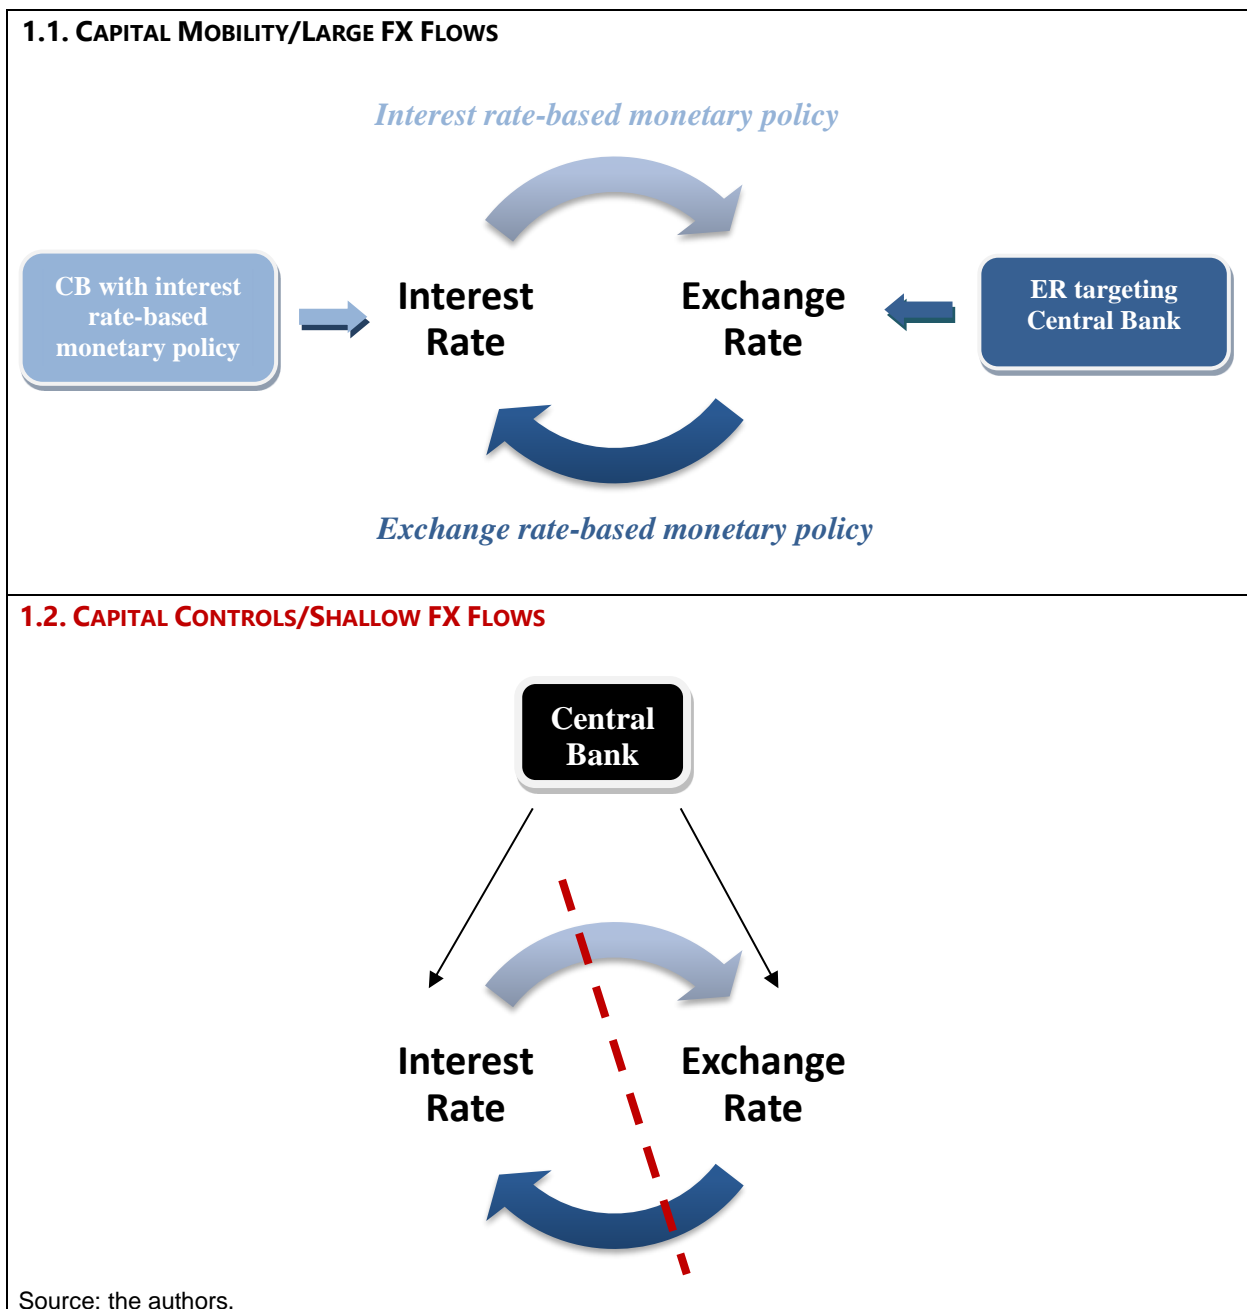 1.1. CAPITAL MOBILITY/LARGE FX FLOWS
Interest rate-based monetary policy
CB with interest
rate-based
monetary policy
Interest
Rate
Exchange
Rate
ER targeting
Central Bank
Exchange rate-based monetary policy
1.2. CAPITAL CONTROLS/SHALLOW FX FLOWS
Central
Bank
Interest
Rate
Exchange
Rate
Source: the authors.